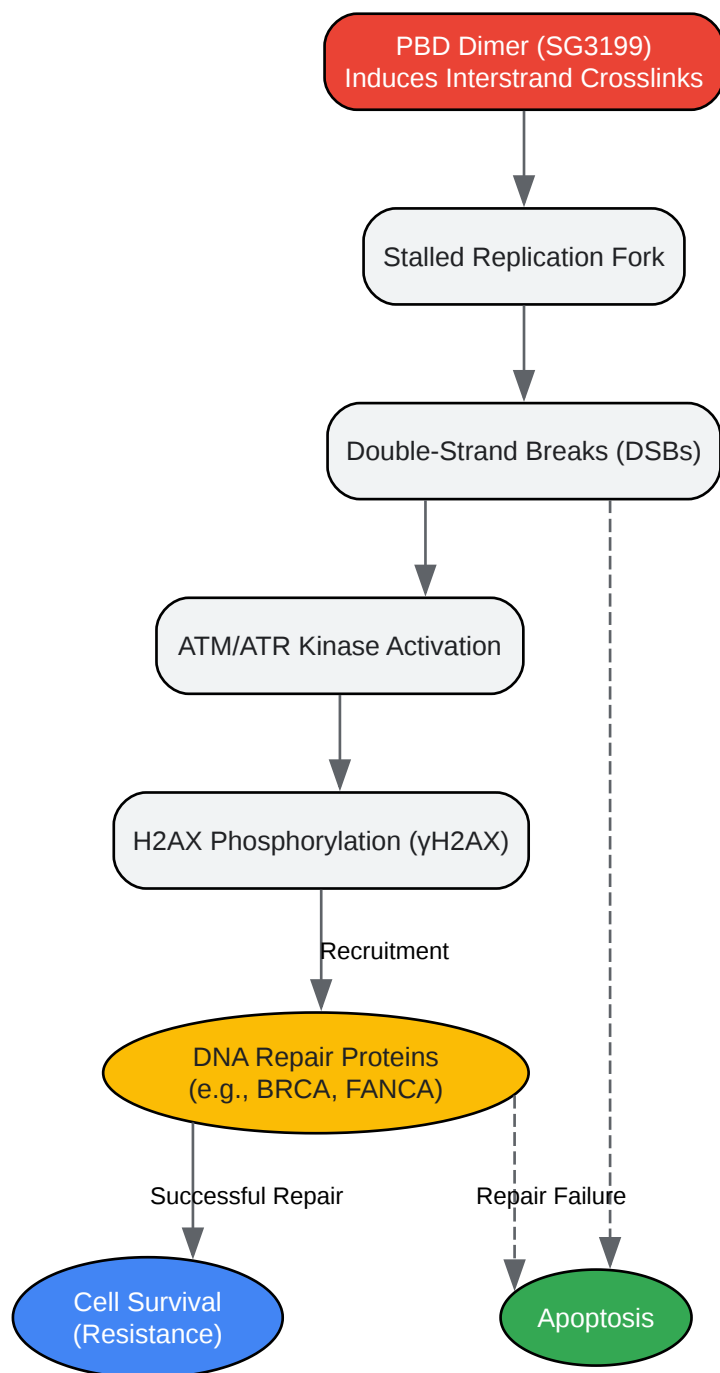 PBD Dimer (SG3199)
Induces Interstrand Crosslinks
Stalled Replication Fork
Double-Strand Breaks (DSBs)
ATM/ATR Kinase Activation
H2AX Phosphorylation (γH2AX)
Recruitment
DNA Repair Proteins
(e.g., BRCA, FANCA)
Successful Repair
Repair Failure
Cell Survival
(Resistance)
Apoptosis